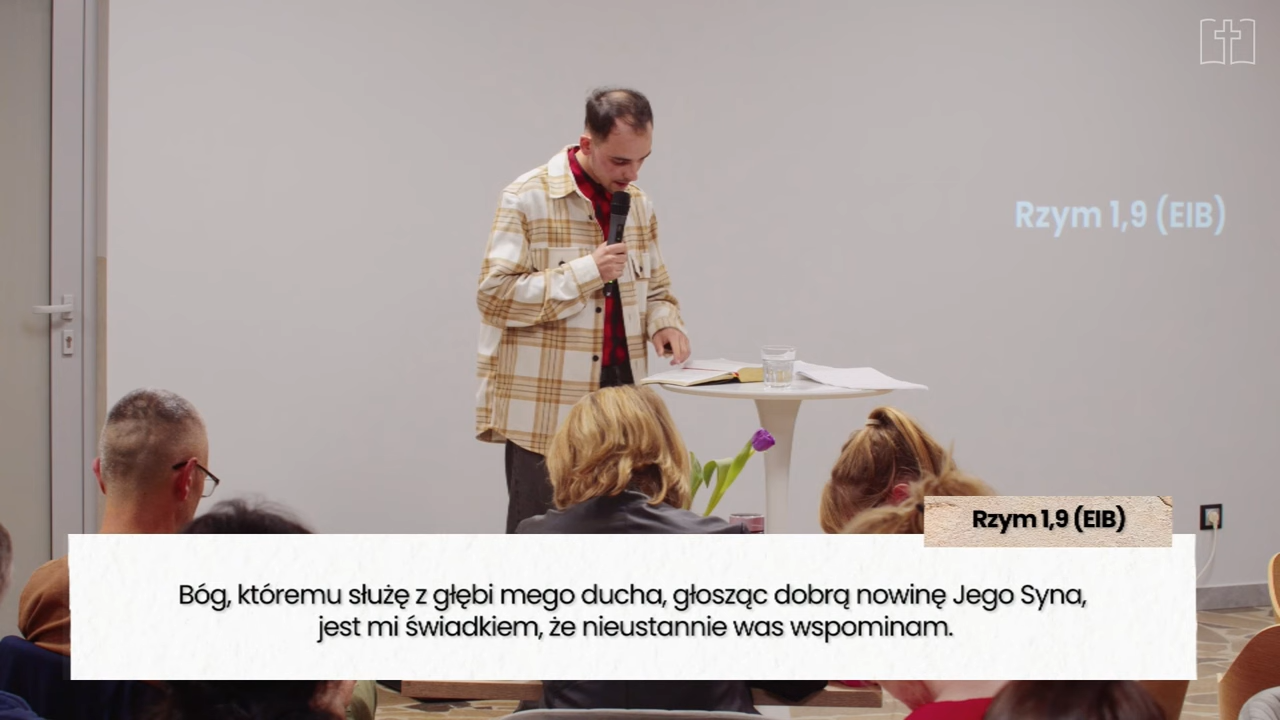 Rzym 1,9 (EIB)
Rzym 1,9 (EIB)
Bóg, któremu służę z głębi mego ducha, głosząc dobrą nowinę Jego Syna,
jest mi świadkiem, że nieustannie was wspominam.